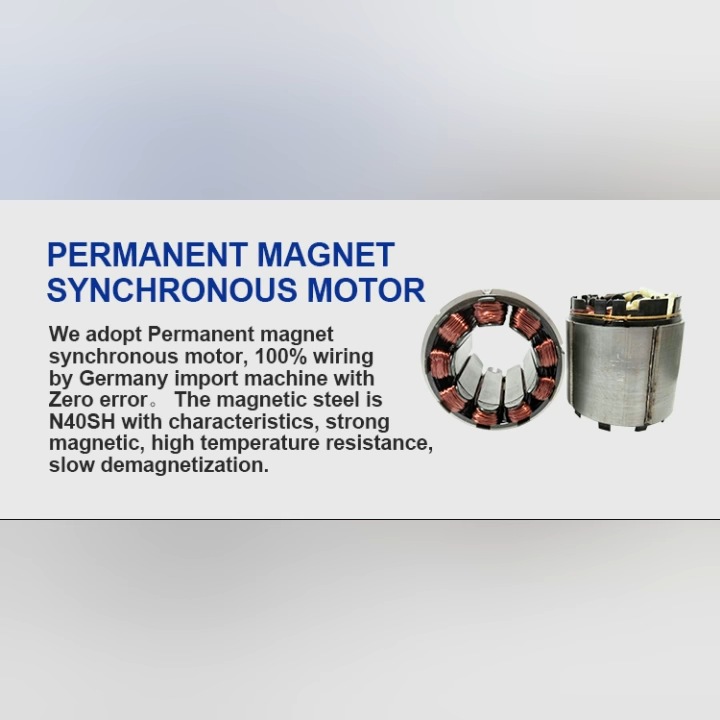 PERMANENT MAGNET
SYNCHRONOUS MOTOR
We adopt Permanent magnet
synchronous motor, 100% wiring
by Germany import machine with
Zero error。 The magnetic steel is
N40SH with characteristics, strong
magnetic, high temperature resistance,
slow demagnetization.